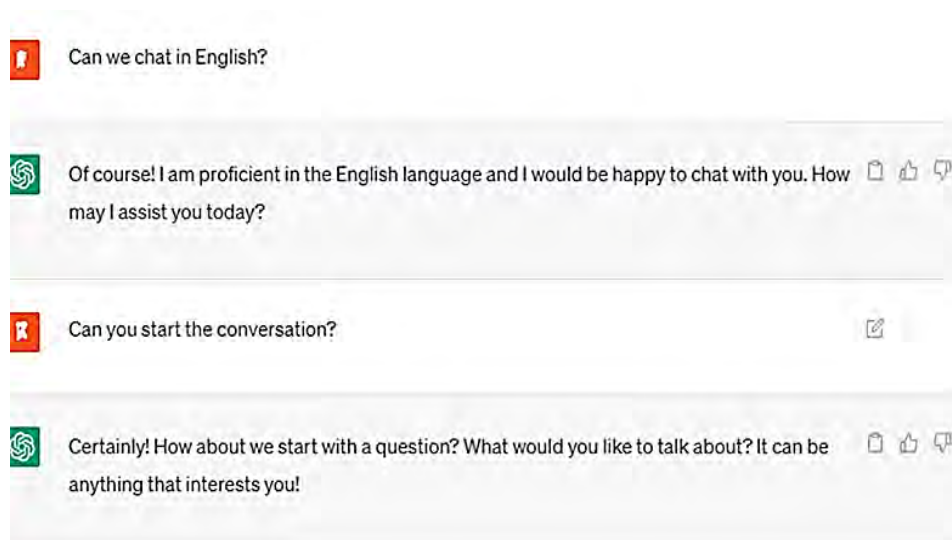 Can we chat in English?
Of course! I am proficient in the English language and I would be happy to chat with you. How
may I assist you today?
Can you start the conversation?
Certainly! How about we start with a question? What would you like to talk about? It can be
anything that interests you!